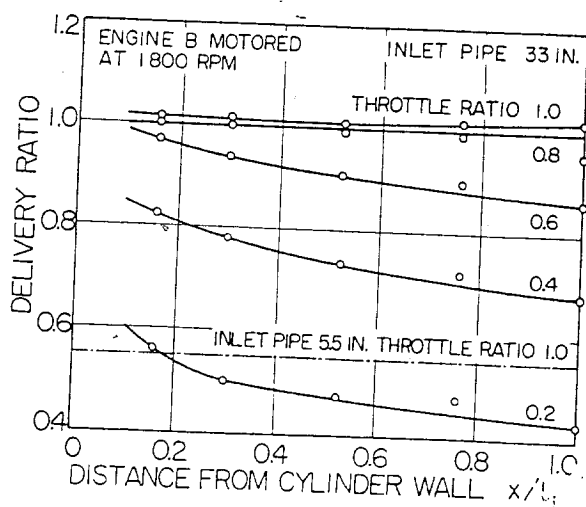 1.2
ENGINE B MOTORED INLET PIPE 33 IN.
AT 1800 RPM
THROTTLE RATIO 1.0
1.0
0.8
0.8
0.6
0.4
0.6
INLET PIPE 5.5 IN. THROTTLE RATIO 1.0
0.2
0.4
0 0.2 0.4 0.6 0.8 1.0
DELIVERY RATIO
DISTANCE FROM CYLINDER WALL